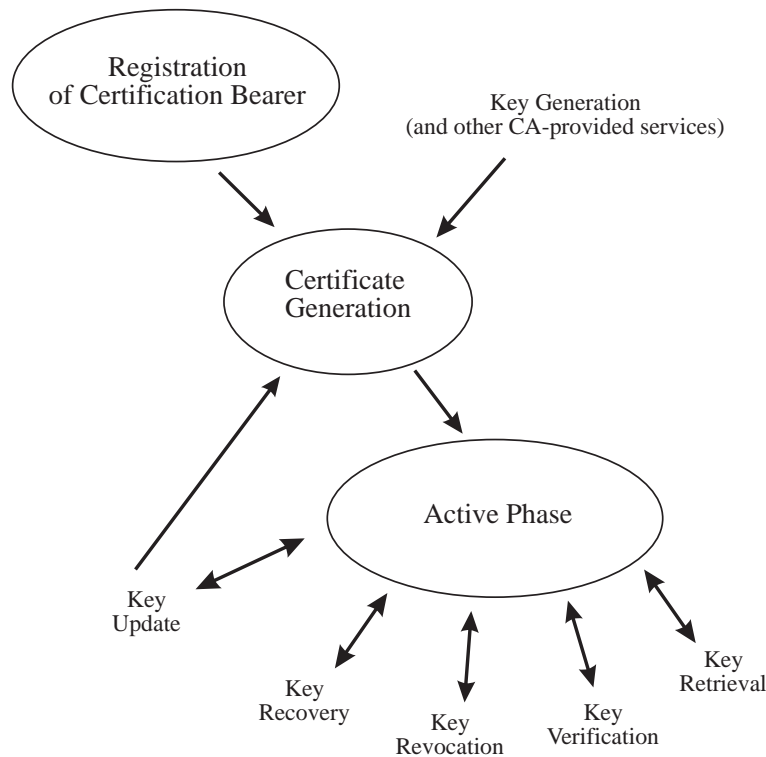 Registration
of Certification Bearer
Key Generation
(and other CA-provided services)
Certificate
Generation
Active Phase
Key
Update
Key
Recovery
Key
Revocation
Key
Verification
Key
Retrieval